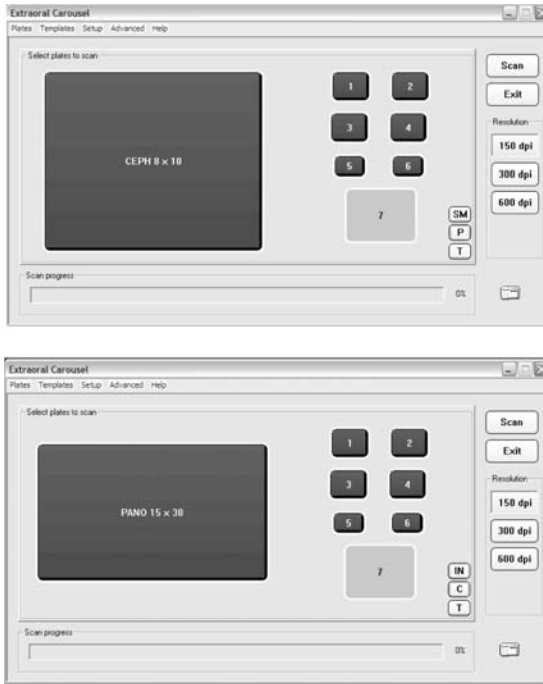 Extraoral Carousel
Plates Templates Setup Advanced Help
Select plates to scan
CEPH 8 x 10
1 2
3 4
5 6
7
SM
P
T
Scan
Exit
Resolution
150 dpi
300 dpi
600 dpi
Scan progress
0%
Extraoral Carousel
Plates Templates Setup Advanced Help
Select plates to scan
PANO 15 x 30
1 2
3 4
5 6
7
IN
C
T
Scan
Exit
Resolution
150 dpi
300 dpi
600 dpi
Scan progress
0%